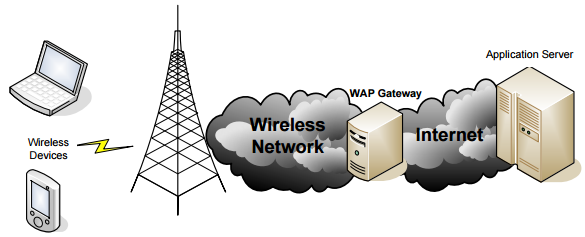 Wireless
Devices
Wireless
Network
WAP Gateway
Internet
Application Server